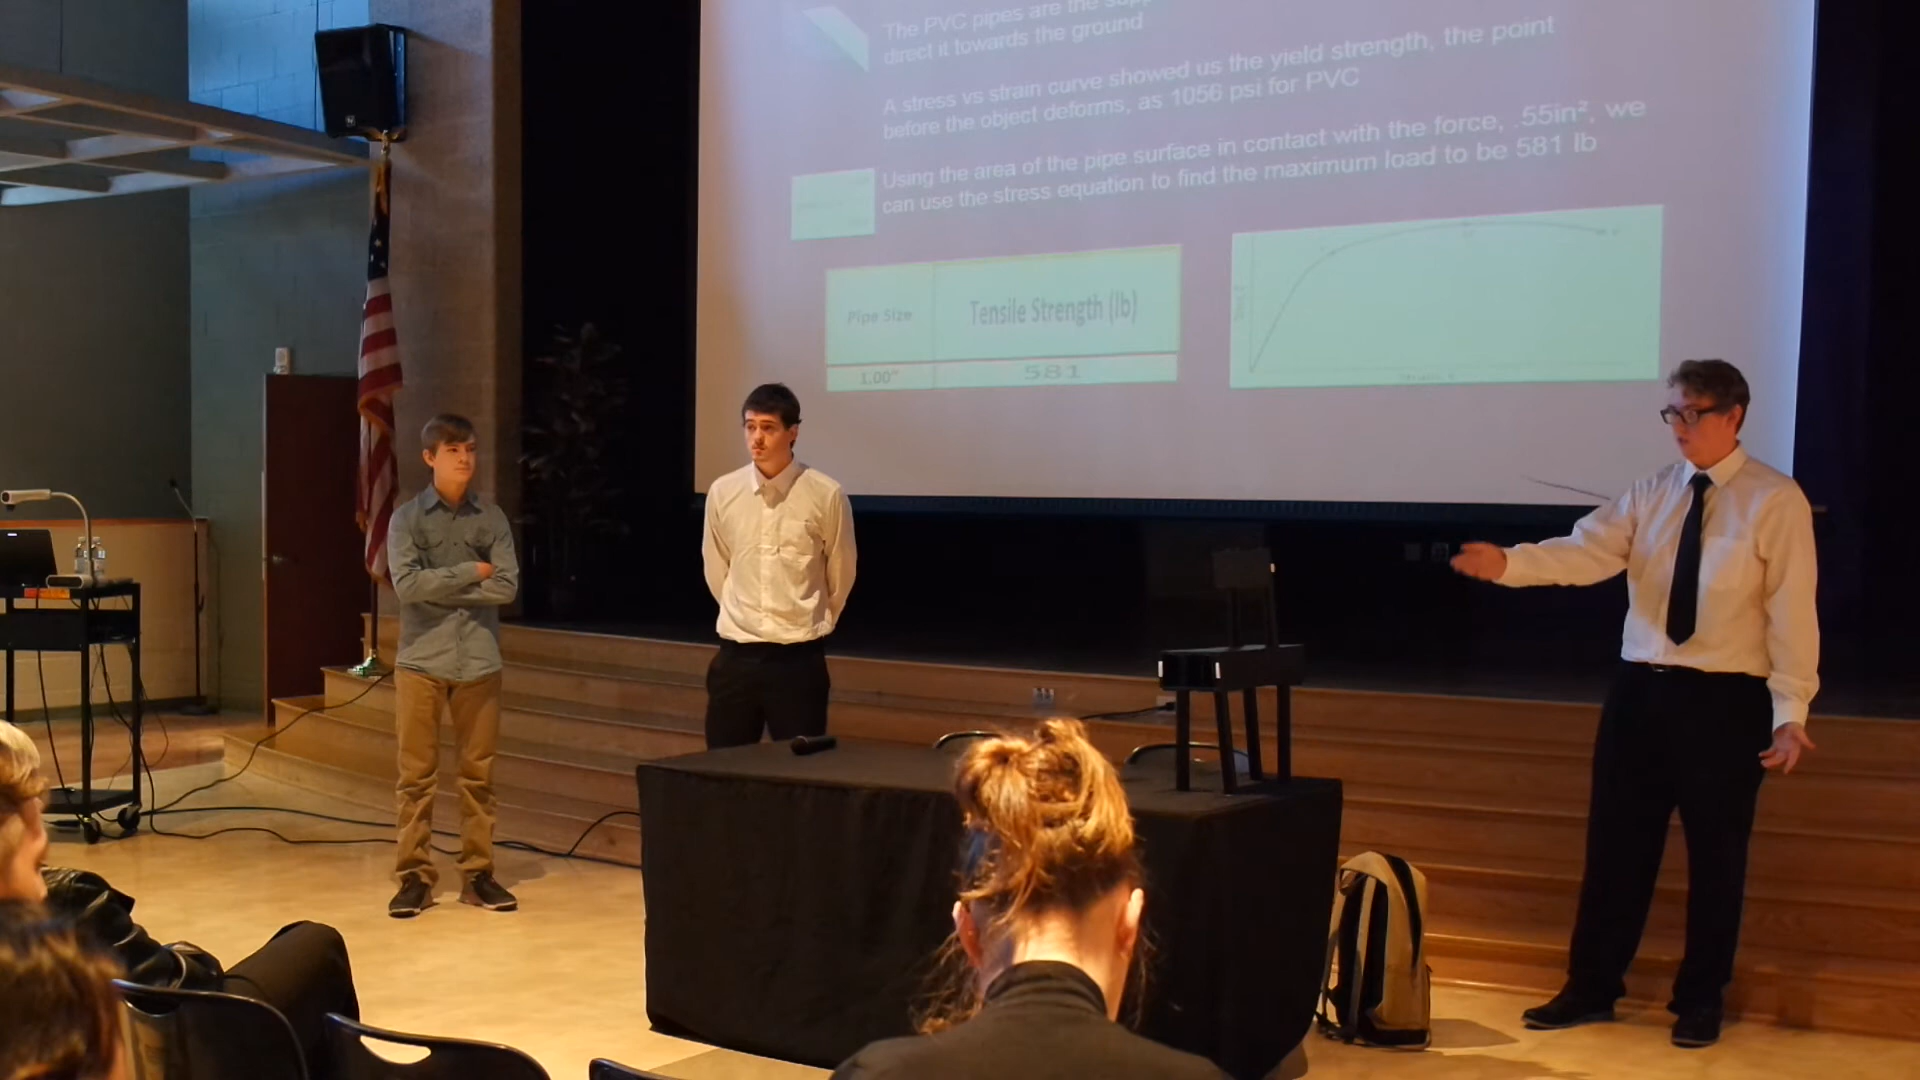 The PVC pipes are the supp
direct it towards the ground
A stress vs strain curve showed us the yield strength, the point
before the object deforms, as 1056 psi for PVC
Using the area of the pipe surface in contact with the force, .55in², we
can use the stress equation to find the maximum load to be 581 lb
Pipe Size
Tensile Strength (lb)
1.00"
581